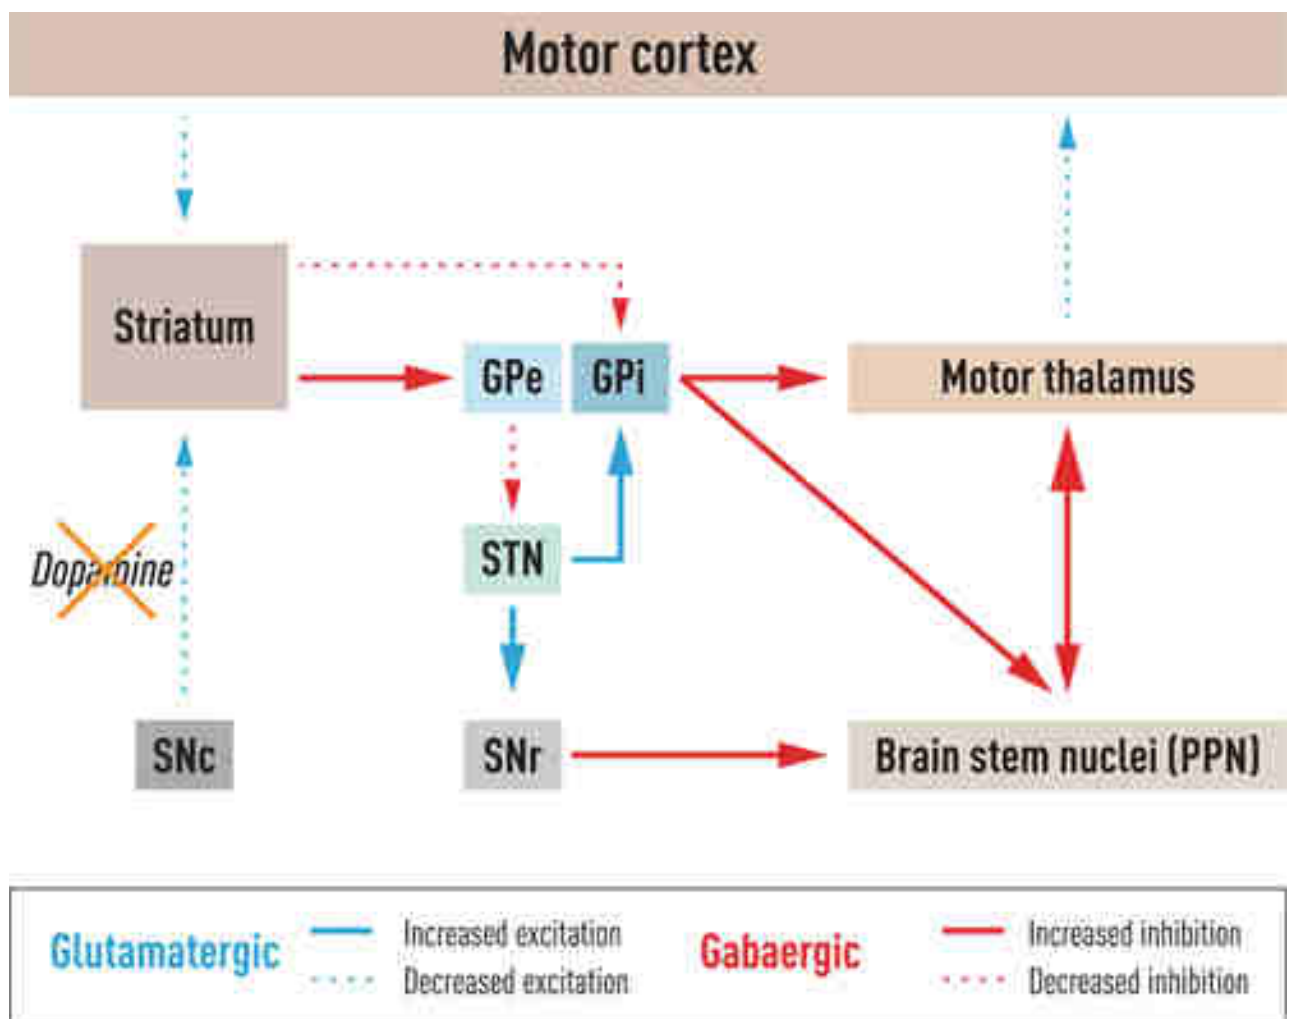 Motor cortex
Striatum
GPe
GPi
Motor thalamus
STN
Dopamine
SNc
SNr
Brain stem nuclei (PPN)
Glutamatergic
Increased excitation
Decreased excitation
Gabaergic
Increased inhibition
Decreased inhibition